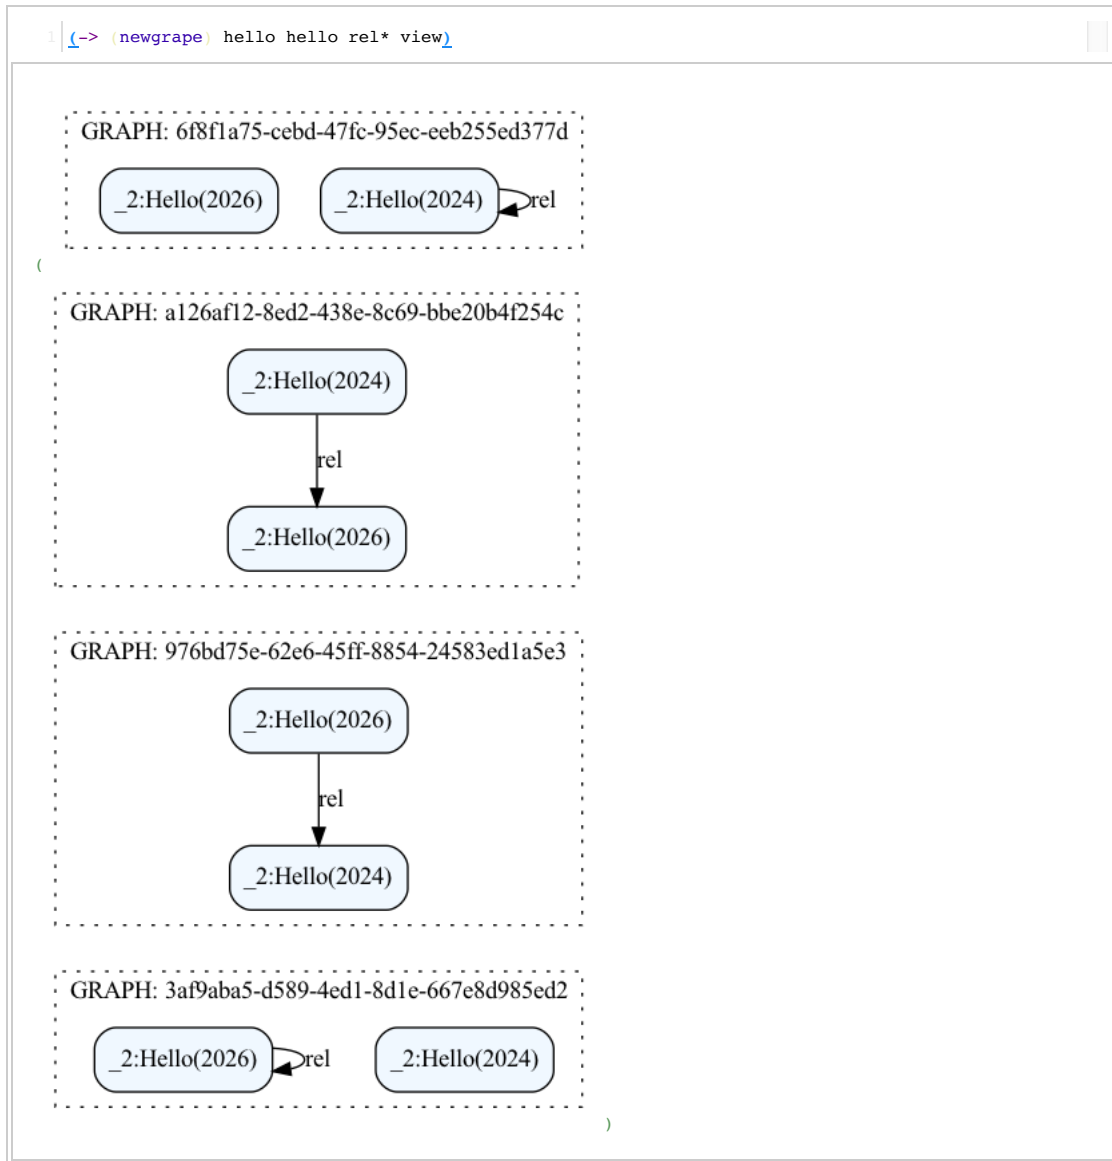 1 (-> (newgrape) hello hello rel* view)
GRAPH: 6f8f1a75-cebd-47fc-95ec-eeb255ed377d
_2:Hello(2026) _2:Hello(2024) rel
(
GRAPH: a126af12-8ed2-438e-8c69-bbe20b4f254c
_2:Hello(2024)
rel
_2:Hello(2026)
GRAPH: 976bd75e-62e6-45ff-8854-24583ed1a5e3
_2:Hello(2026)
rel
_2:Hello(2024)
GRAPH: 3af9aba5-d589-4ed1-8d1e-667e8d985ed2
_2:Hello(2026) rel _2:Hello(2024)
)